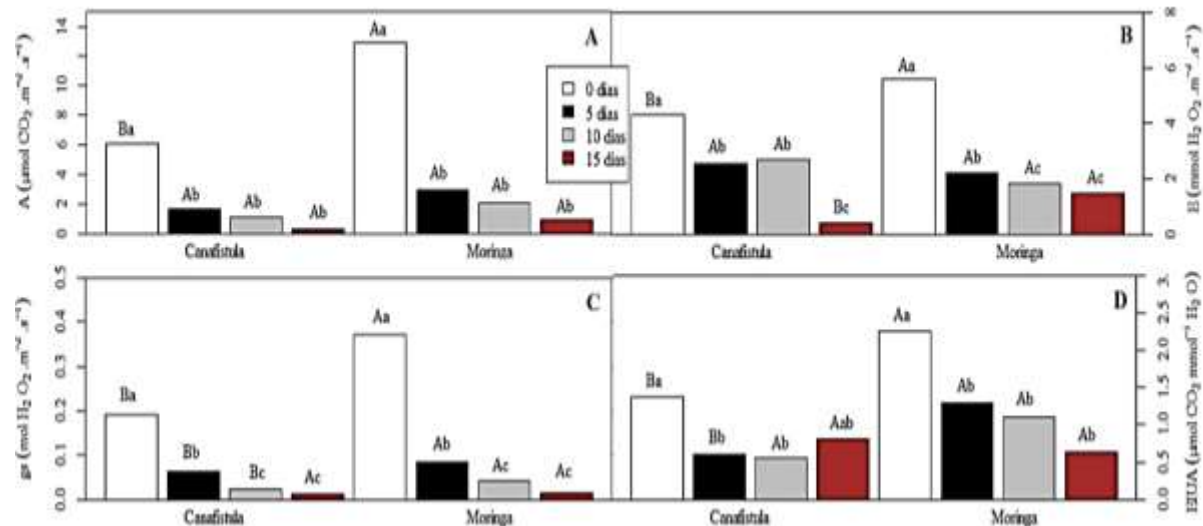 A (µmol CO₂ .m⁻² .s⁻¹)
0 2 4 6 8 10 14
A
Ba Ab Ab Ab
Aa Ab Ab Ab
Canafistula Moringa
0 dias
5 dias
10 dias
15 dias
B
Ba Ab Ab Bc
Aa Ab Ac Ac
Canafistula Moringa
0 2 4 6 8
E (mmol H₂ O .m⁻² .s⁻¹)
gs (mol H₂ O .m⁻² .s⁻¹)
0.0 0.1 0.2 0.3 0.4 0.5
C
Ba Bb Bc Ac
Aa Ab Ac Ac
Canafistula Moringa
D
Ba Bb Ab Aab
Aa Ab Ab Ab
Canafistula Moringa
0.0 0.5 1.0 1.5 2.0 2.5 3.
(µmol CO₂ mmol⁻¹ H₂ O)